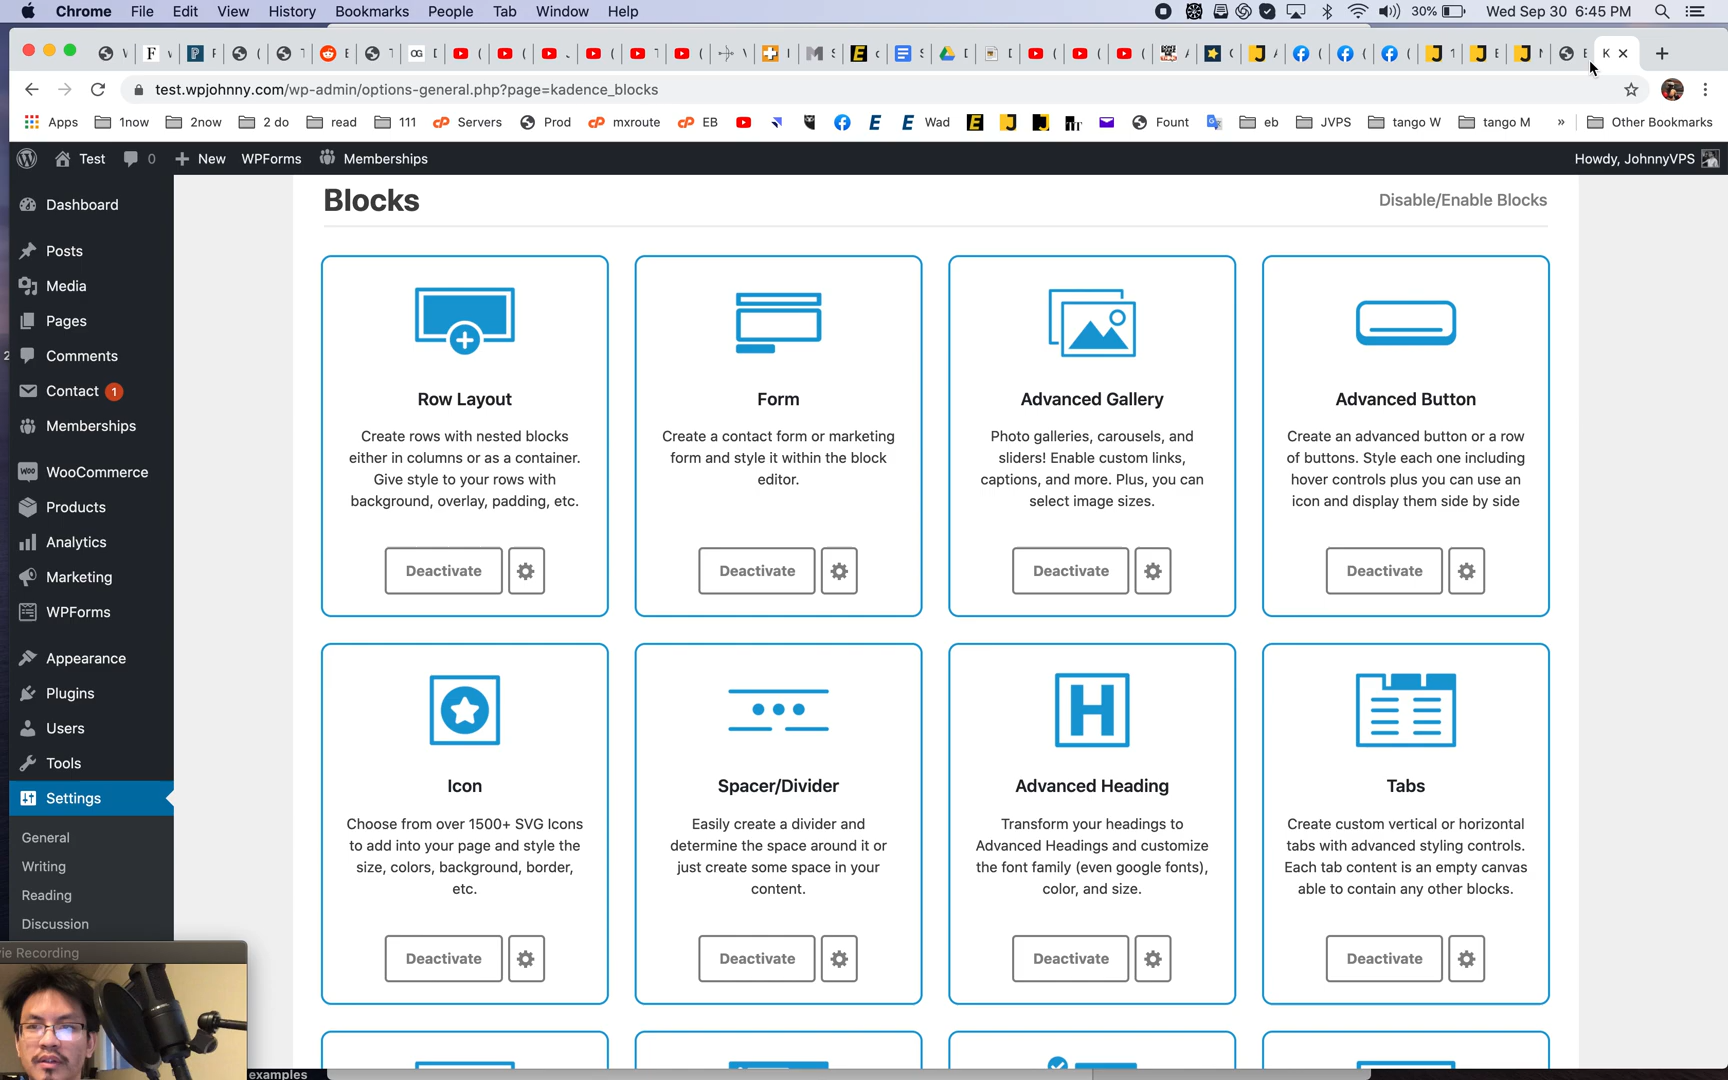 Chrome File Edit View History Bookmarks People Tab Window Help 30% Wed Sep 30 6:45 PM
test.wpjohnny.com/wp-admin/options-general.php?page=kadence_blocks
Apps 1now 2now 2 do read 111 Servers Prod mxroute EB Wad Fount eb JVPS tango W tango M » Other Bookmarks
Test 0 New WPForms Memberships Howdy, JohnnyVPS
Dashboard
Posts
Media
Pages
Comments
Contact 1
Memberships
WooCommerce
Products
Analytics
Marketing
WPForms
Appearance
Plugins
Users
Tools
Settings
General
Writing
Reading
Discussion
Blocks
Disable/Enable Blocks
Row Layout
Create rows with nested blocks
either in columns or as a container.
Give style to your rows with
background, overlay, padding, etc.
Deactivate
Form
Create a contact form or marketing
form and style it within the block
editor.
Deactivate
Advanced Gallery
Photo galleries, carousels, and
sliders! Enable custom links,
captions, and more. Plus, you can
select image sizes.
Deactivate
Advanced Button
Create an advanced button or a row
of buttons. Style each one including
hover controls plus you can use an
icon and display them side by side
Deactivate
Icon
Choose from over 1500+ SVG Icons
to add into your page and style the
size, colors, background, border,
etc.
Deactivate
Spacer/Divider
Easily create a divider and
determine the space around it or
just create some space in your
content.
Deactivate
H
Advanced Heading
Transform your headings to
Advanced Headings and customize
the font family (even google fonts),
color, and size.
Deactivate
Tabs
Create custom vertical or horizontal
tabs with advanced styling controls.
Each tab content is an empty canvas
able to contain any other blocks.
Deactivate
ie Recording
examples